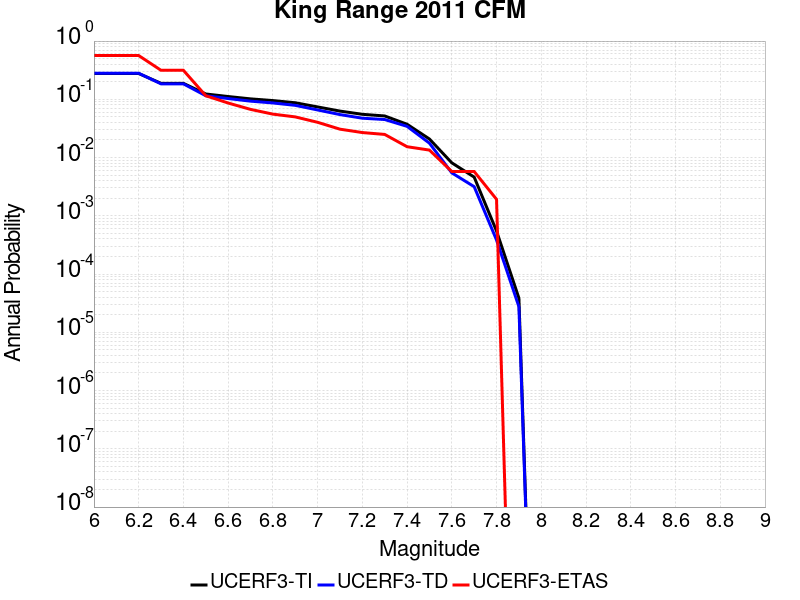 King Range 2011 CFM
10^0
10^-1
10^-2
10^-3
10^-4
10^-5
10^-6
10^-7
10^-8
Annual Probability
6 6.2 6.4 6.6 6.8 7 7.2 7.4 7.6 7.8 8 8.2 8.4 8.6 8.8 9
Magnitude
UCERF3-TI UCERF3-TD UCERF3-ETAS